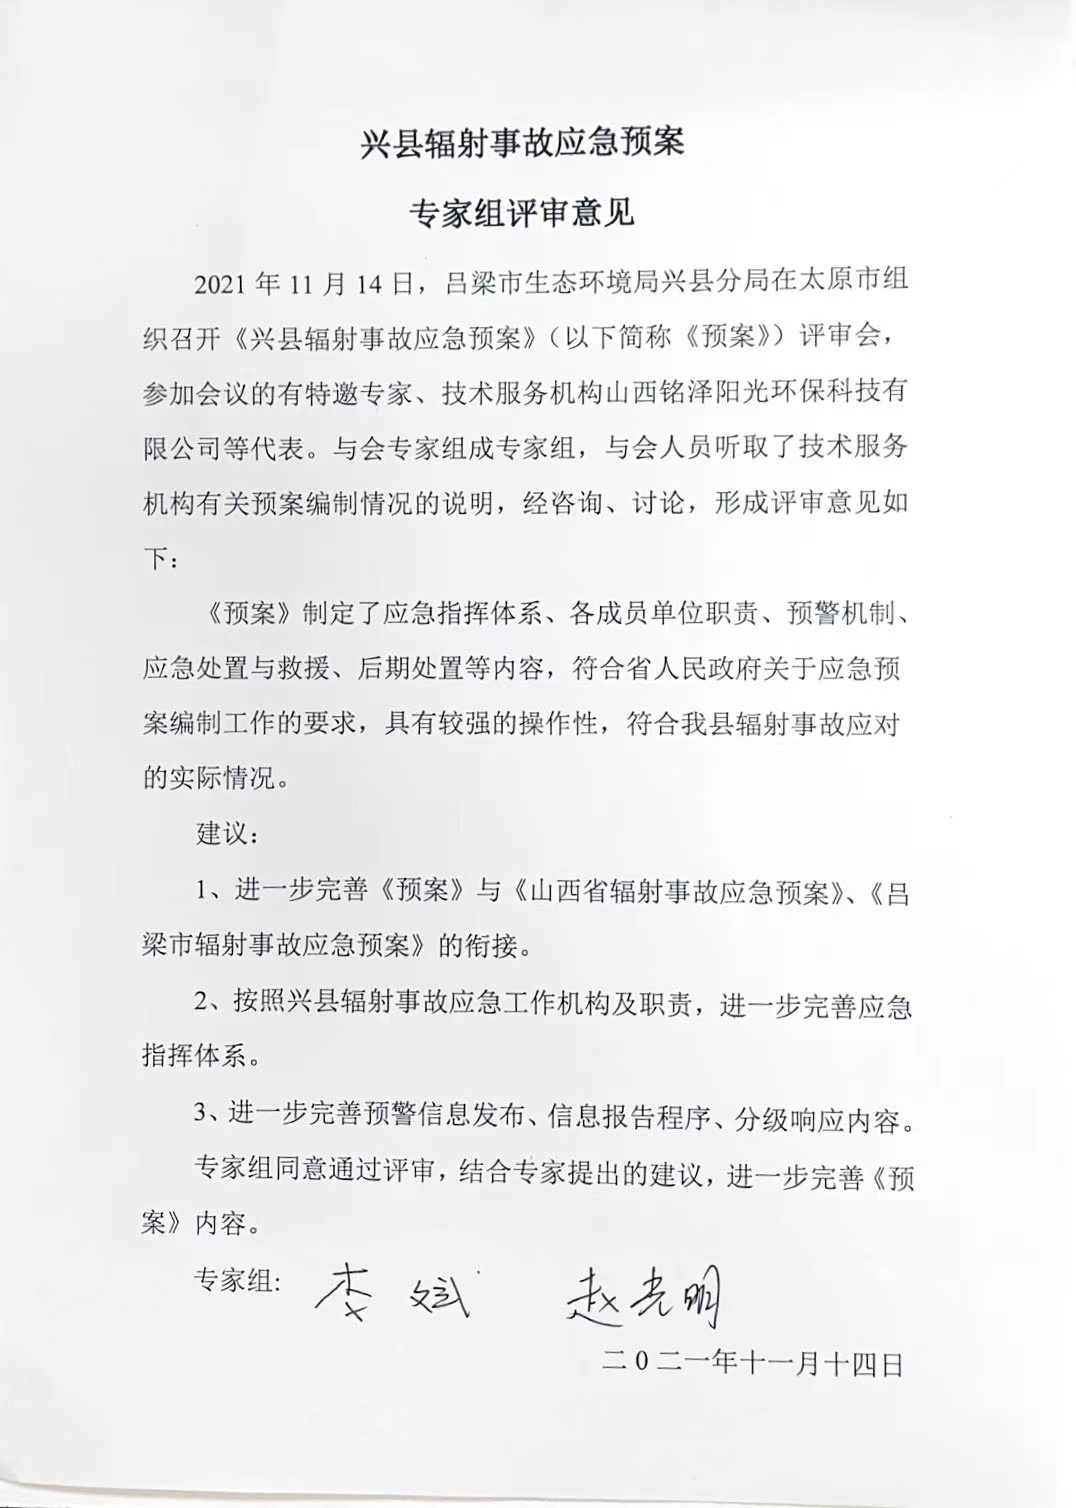 兴县辐射事故应急预案
专家组评审意见
2021 年 11 月 14 日，吕梁市生态环境局兴县分局在太原市组
织召开《兴县辐射事故应急预案》（以下简称《预案》）评审会，
参加会议的有特邀专家、技术服务机构山西铭泽阳光环保科技有
限公司等代表。与会专家组成专家组，与会人员听取了技术服务
机构有关预案编制情况的说明，经咨询、讨论，形成评审意见如
下：
《预案》制定了应急指挥体系、各成员单位职责、预警机制、
应急处置与救援、后期处置等内容，符合省人民政府关于应急预
案编制工作的要求，具有较强的操作性，符合我县辐射事故应对
的实际情况。
建议：
1、进一步完善《预案》与《山西省辐射事故应急预案》、《吕
梁市辐射事故应急预案》的衔接。
2、按照兴县辐射事故应急工作机构及职责，进一步完善应急
指挥体系。
3、进一步完善预警信息发布、信息报告程序、分级响应内容。
专家组同意通过评审，结合专家提出的建议，进一步完善《预
案》内容。
专家组： 李斌 赵光明
二0二一年十一月十四日